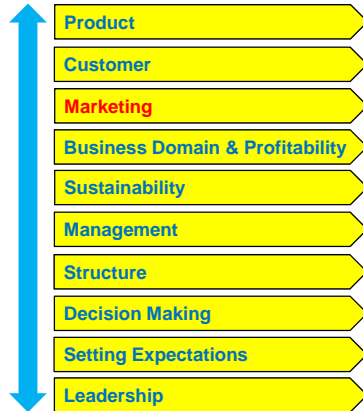 Product
Customer
Marketing
Business Domain & Profitability
Sustainability
Management
Structure
Decision Making
Setting Expectations
Leadership